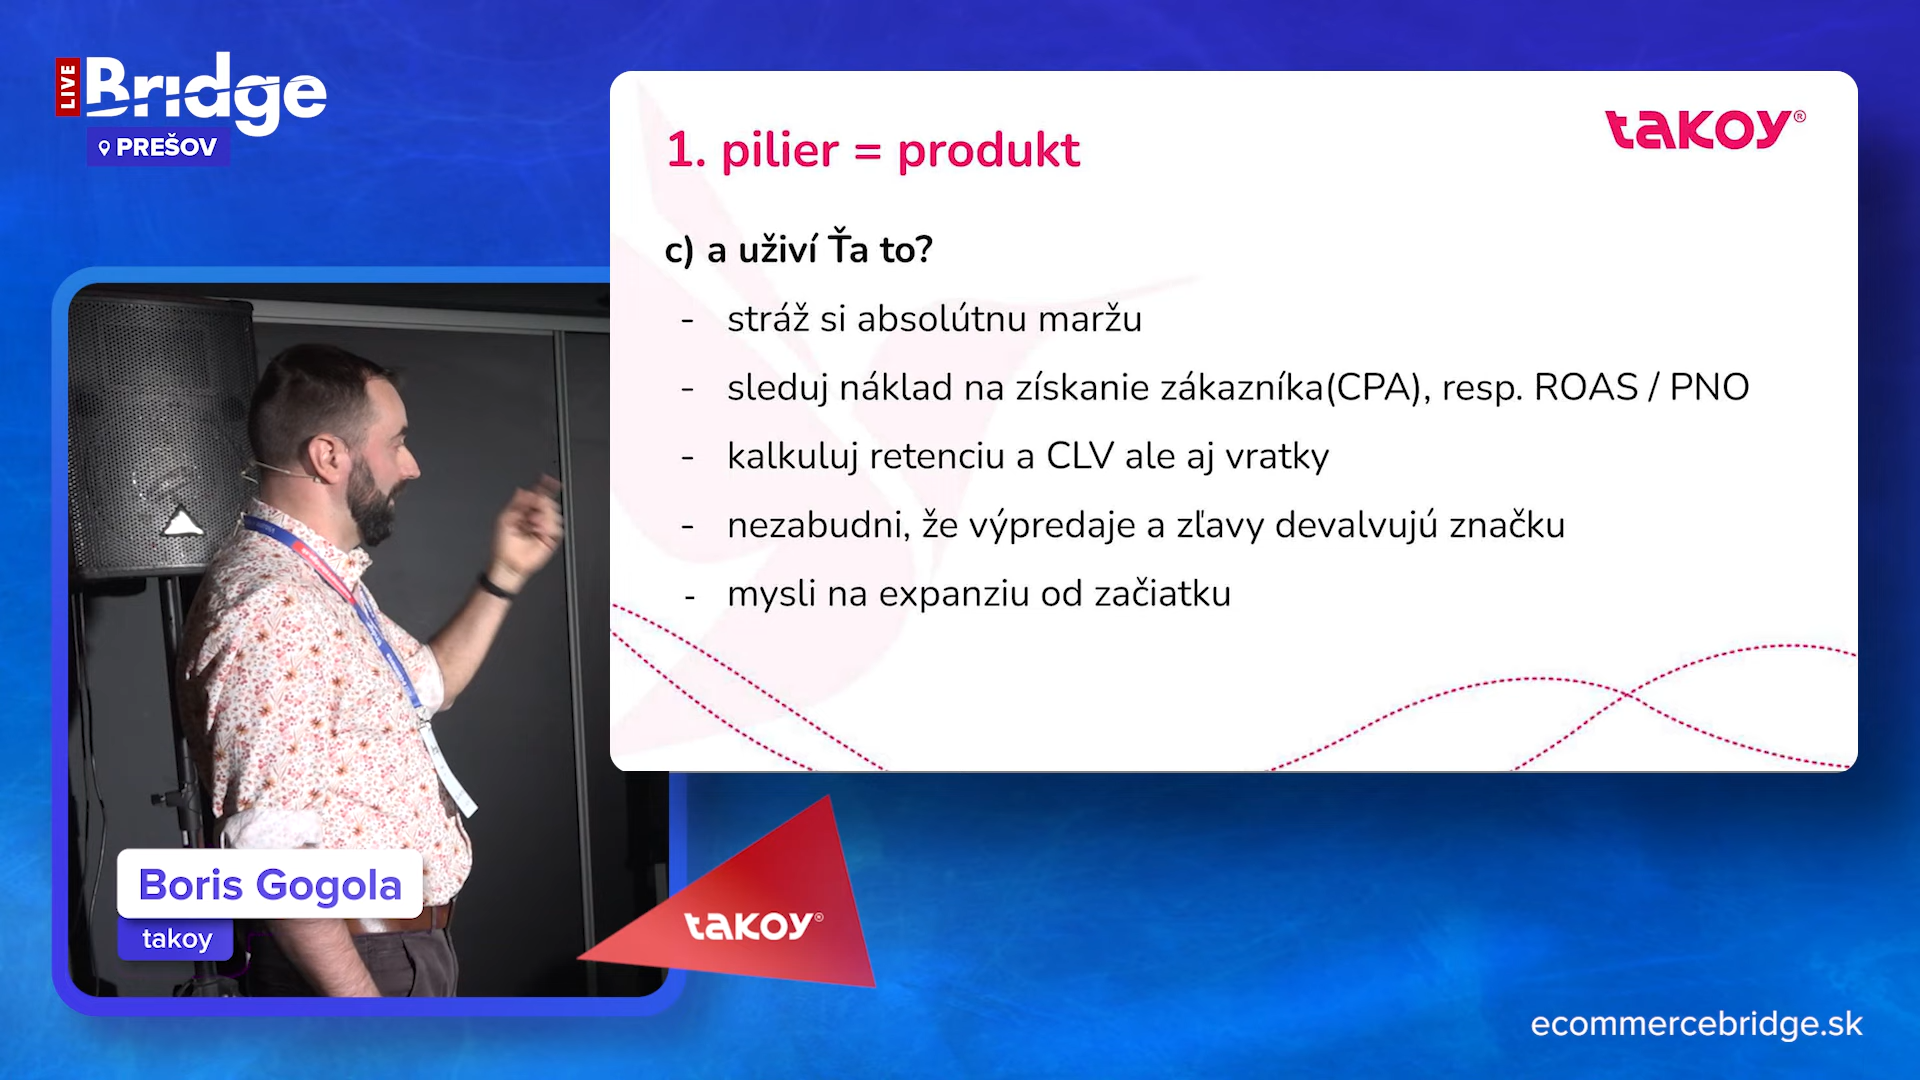 LIVE
Bridge
PREŠOV
takoy®
1. pilier = produkt
c) a uživí Ťa to?
- stráž si absolútnu maržu
- sleduj náklad na získanie zákazníka(CPA), resp. ROAS / PNO
- kalkuluj retenciu a CLV ale aj vratky
- nezabudni, že výpredaje a zľavy devalvujú značku
- mysli na expanziu od začiatku
Boris Gogola
takoy
takoy®
ecommercebridge.sk